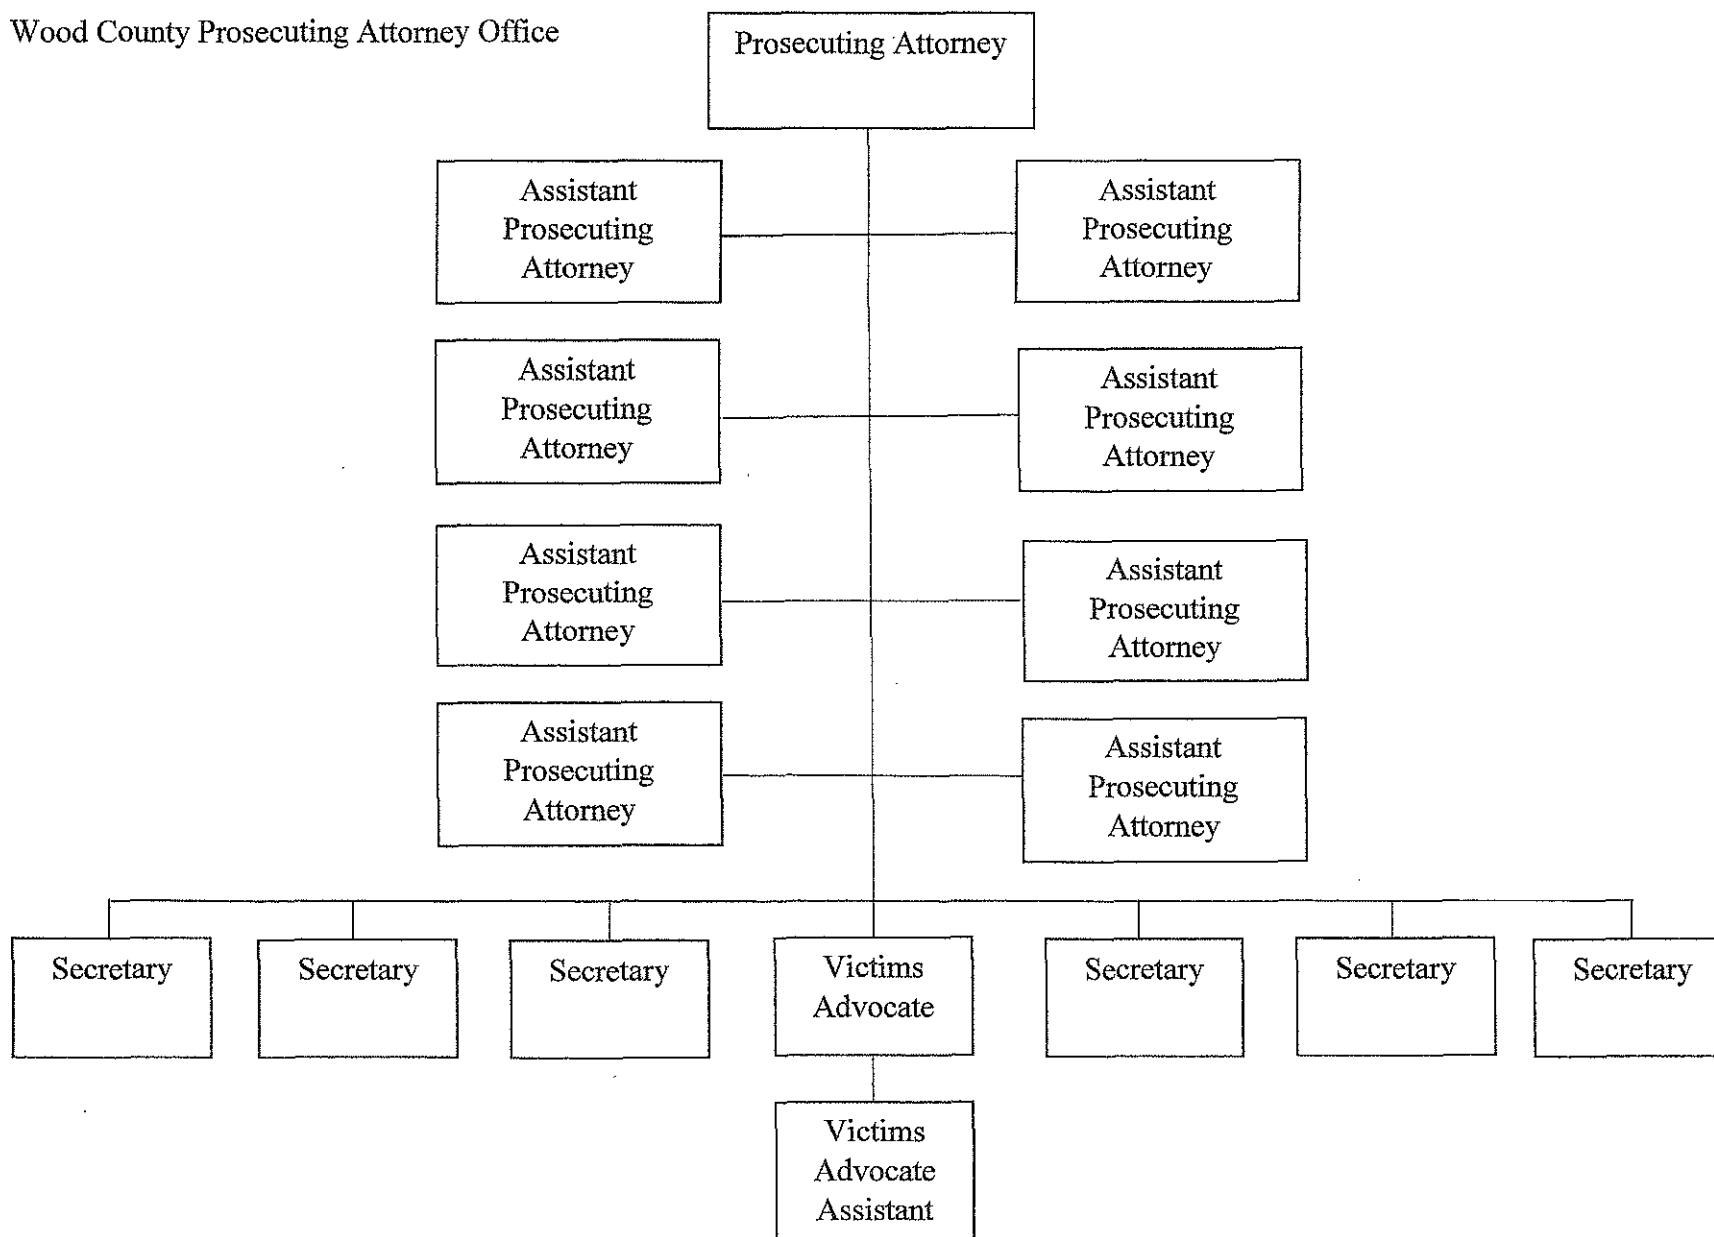 Wood County Prosecuting Attorney Office
Prosecuting Attorney
Assistant
Prosecuting
Attorney
Assistant
Prosecuting
Attorney
Assistant
Prosecuting
Attorney
Assistant
Prosecuting
Attorney
Assistant
Prosecuting
Attorney
Assistant
Prosecuting
Attorney
Assistant
Prosecuting
Attorney
Assistant
Prosecuting
Attorney
Secretary
Secretary
Secretary
Victims
Advocate
Secretary
Secretary
Secretary
Victims
Advocate
Assistant